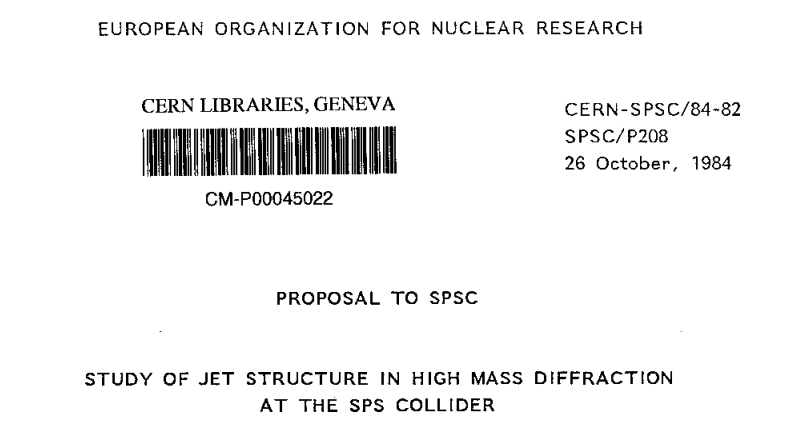 EUROPEAN ORGANIZATION FOR NUCLEAR RESEARCH
CERN LIBRARIES, GENEVA
CM-P00045022
CERN-SPSC/84-82
SPSC/P208
26 October, 1984
PROPOSAL TO SPSC
STUDY OF JET STRUCTURE IN HIGH MASS DIFFRACTION
AT THE SPS COLLIDER